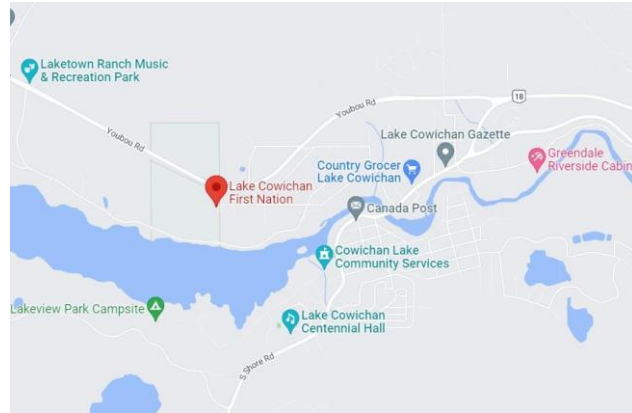 Laketown Ranch Music
& Recreation Park
Youbou Rd
18
Youbou Rd
Lake Cowichan Gazette
Greendale
Riverside Cabin
Country Grocer
Lake Cowichan
Lake Cowichan
First Nation
Canada Post
Cowichan Lake
Community Services
Lakeview Park Campsite
Lake Cowichan
Centennial Hall
S Shore Rd